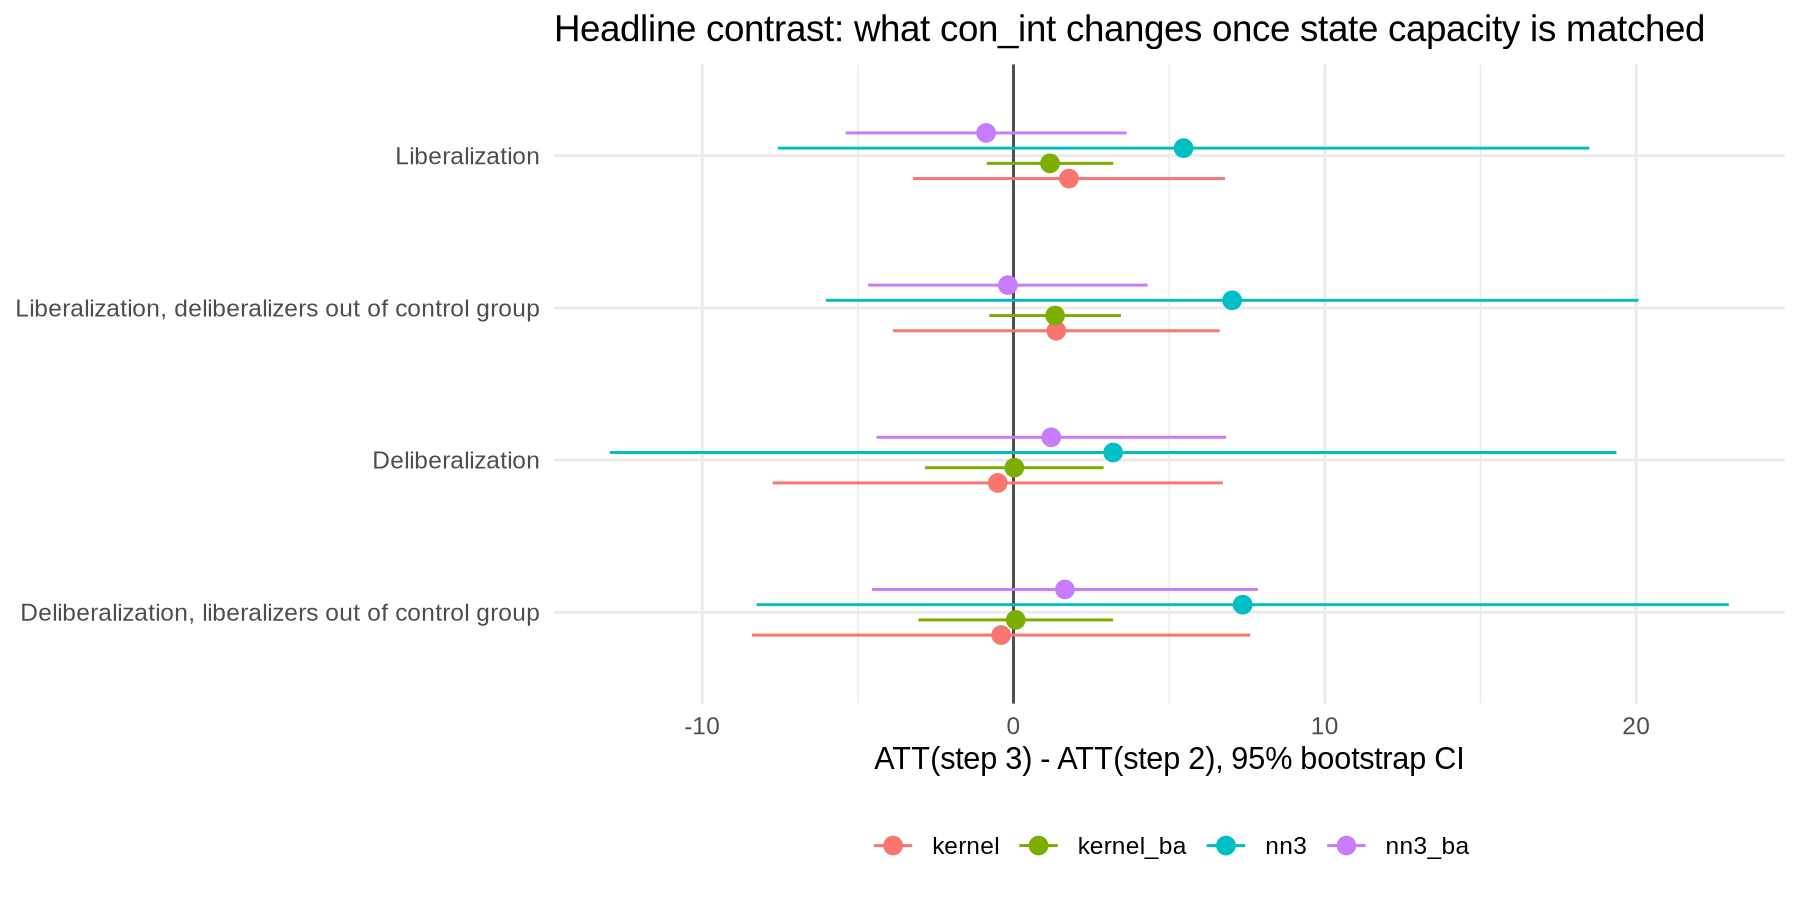 Headline contrast: what con_int changes once state capacity is matched
Liberalization
Liberalization, deliberalizers out of control group
Deliberalization
Deliberalization, liberalizers out of control group
-10 0 10 20
ATT(step 3) - ATT(step 2), 95% bootstrap CI
kernel kernel_ba nn3 nn3_ba